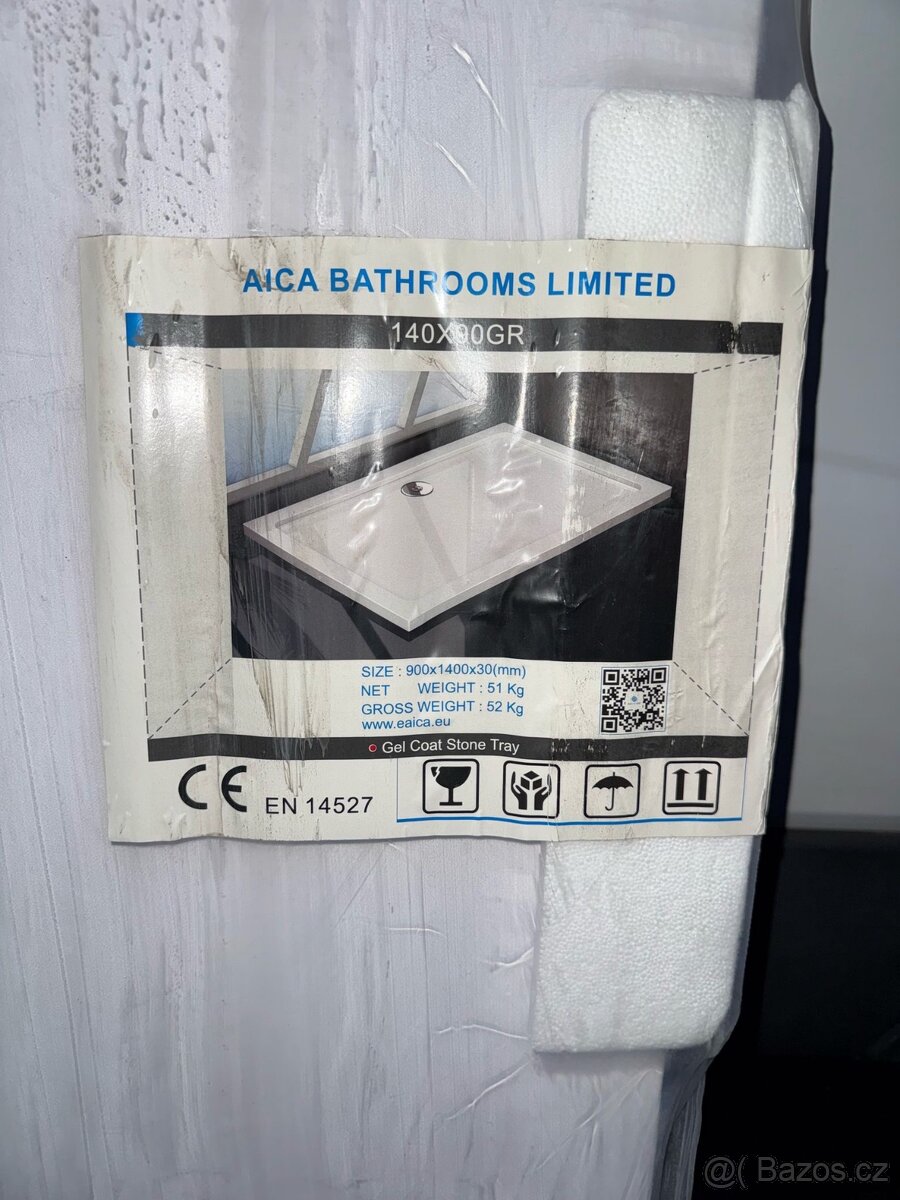 AICA BATHROOMS LIMITED
140X90GR
SIZE : 900x1400x30(mm)
NET WEIGHT : 51 Kg
GROSS WEIGHT : 52 Kg
www.eaica.eu
Gel Coat Stone Tray
CE EN 14527
@( Bazos.cz